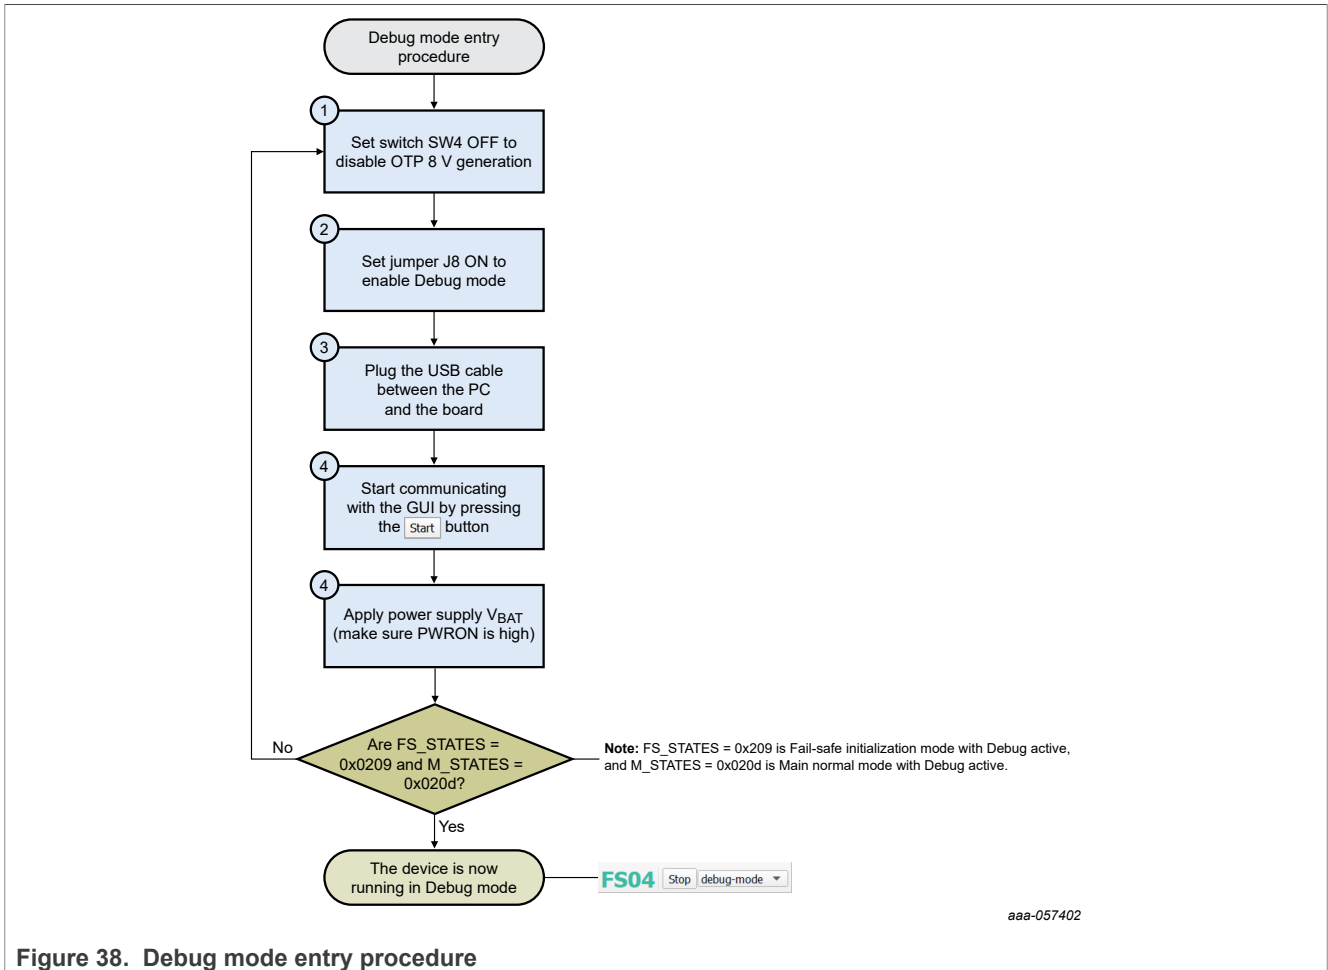 Debug mode entry
procedure
1
Set switch SW4 OFF to
disable OTP 8 V generation
2
Set jumper J8 ON to
enable Debug mode
3
Plug the USB cable
between the PC
and the board
4
Start communicating
with the GUI by pressing
the Start button
4
Apply power supply VBAT
(make sure PWRON is high)
No
Are FS_STATES =
0x0209 and M_STATES =
0x020d?
Note: FS_STATES = 0x209 is Fail-safe initialization mode with Debug active,
and M_STATES = 0x020d is Main normal mode with Debug active.
Yes
The device is now
running in Debug mode
FS04 Stop debug-mode
aaa-057402
Figure 38. Debug mode entry procedure